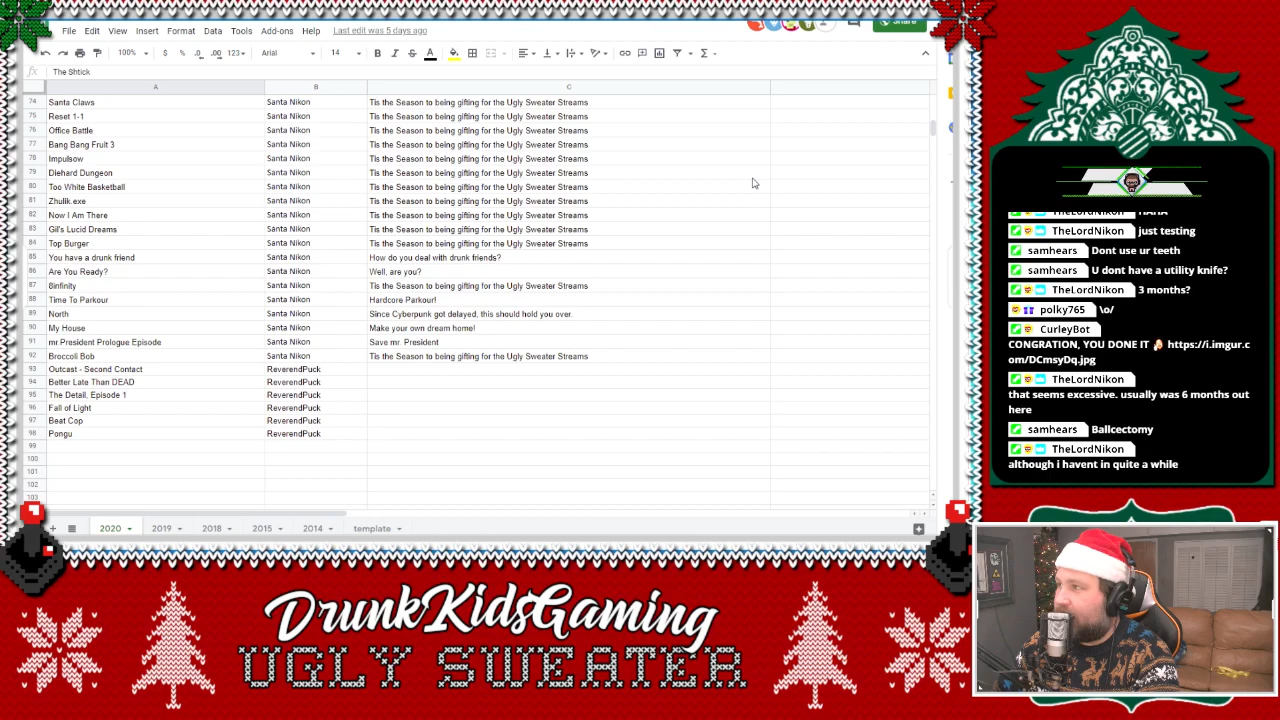 File Edit View Insert Format Data Tools Add-ons Help Last edit was 5 days ago
100% $ % .0 .00 123 Arial 14 B I S A
fx The Shtick
A B C
74 Santa Claws Santa Nikon Tis the Season to being gifting for the Ugly Sweater Streams
75 Reset 1-1 Santa Nikon Tis the Season to being gifting for the Ugly Sweater Streams
76 Office Battle Santa Nikon Tis the Season to being gifting for the Ugly Sweater Streams
77 Bang Bang Fruit 3 Santa Nikon Tis the Season to being gifting for the Ugly Sweater Streams
78 Impulsow Santa Nikon Tis the Season to being gifting for the Ugly Sweater Streams
79 Diehard Dungeon Santa Nikon Tis the Season to being gifting for the Ugly Sweater Streams
80 Too White Basketball Santa Nikon Tis the Season to being gifting for the Ugly Sweater Streams
81 Zhulik.exe Santa Nikon Tis the Season to being gifting for the Ugly Sweater Streams
82 Now I Am There Santa Nikon Tis the Season to being gifting for the Ugly Sweater Streams
83 Gil's Lucid Dreams Santa Nikon Tis the Season to being gifting for the Ugly Sweater Streams
84 Top Burger Santa Nikon Tis the Season to being gifting for the Ugly Sweater Streams
85 You have a drunk friend Santa Nikon How do you deal with drunk friends?
86 Are You Ready? Santa Nikon Well, are you?
87 8infinity Santa Nikon Tis the Season to being gifting for the Ugly Sweater Streams
88 Time To Parkour Santa Nikon Hardcore Parkour!
89 North Santa Nikon Since Cyberpunk got delayed, this should hold you over.
90 My House Santa Nikon Make your own dream home!
91 mr President Prologue Episode Santa Nikon Save mr. President
92 Broccoli Bob Santa Nikon Tis the Season to being gifting for the Ugly Sweater Streams
93 Outcast - Second Contact ReverendPuck
94 Better Late Than DEAD ReverendPuck
95 The Detail, Episode 1 ReverendPuck
96 Fall of Light ReverendPuck
97 Beat Cop ReverendPuck
98 Pongu ReverendPuck
99
100
101
102
103
2020 2019 2018 2015 2014 template
TheLordNikon HAHA
TheLordNikon just testing
samhears Dont use ur teeth
samhears U dont have a utility knife?
TheLordNikon 3 months?
polky765 \o/
CurleyBot
CONGRATION, YOU DONE IT https://i.imgur.c
om/DCmsyDq.jpg
TheLordNikon
that seems excessive. usually was 6 months out
here
samhears Ballcectomy
TheLordNikon
although i havent in quite a while
DrunkKidsGaming
UGLY SWEATER